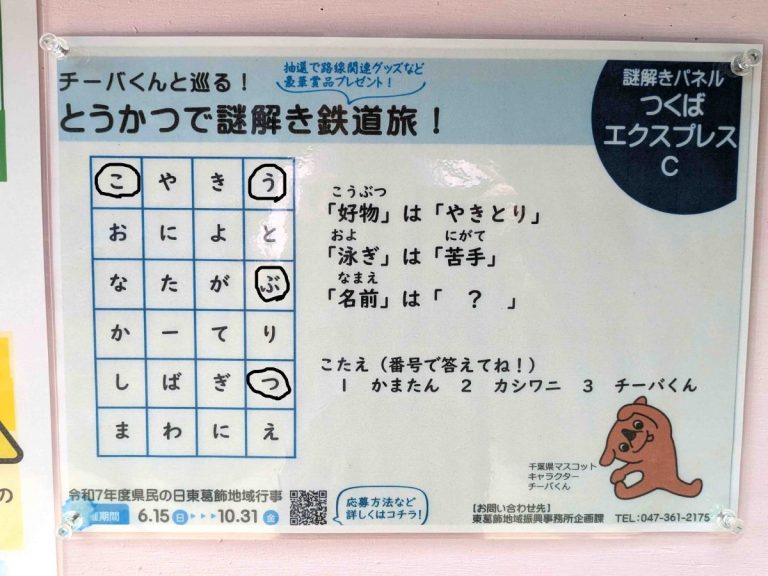 チーバくんと巡る！
抽選で路線関連グッズなど
豪華賞品プレゼント！
とうかつで謎解き鉄道旅！
謎解きパネル
つくば
エクスプレス
C
こ や き う
お に よ と
な た が ぶ
か ー て り
し ば ぎ つ
ま わ に え
こうぶつ
「好物」は「やきとり」
およ にがて
「泳ぎ」は「苦手」
なまえ
「名前」は「 ？ 」
こたえ（番号で答えてね！）
1 かまたん 2 カシワニ 3 チーバくん
千葉県マスコット
キャラクター
チーバくん
令和7年度県民の日東葛飾地域行事
期間 6.15日 ▶▶▶ 10.31金
応募方法など
詳しくはコチラ！
【お問い合わせ先】
東葛飾地域振興事務所企画課 TEL：047-361-2175
の